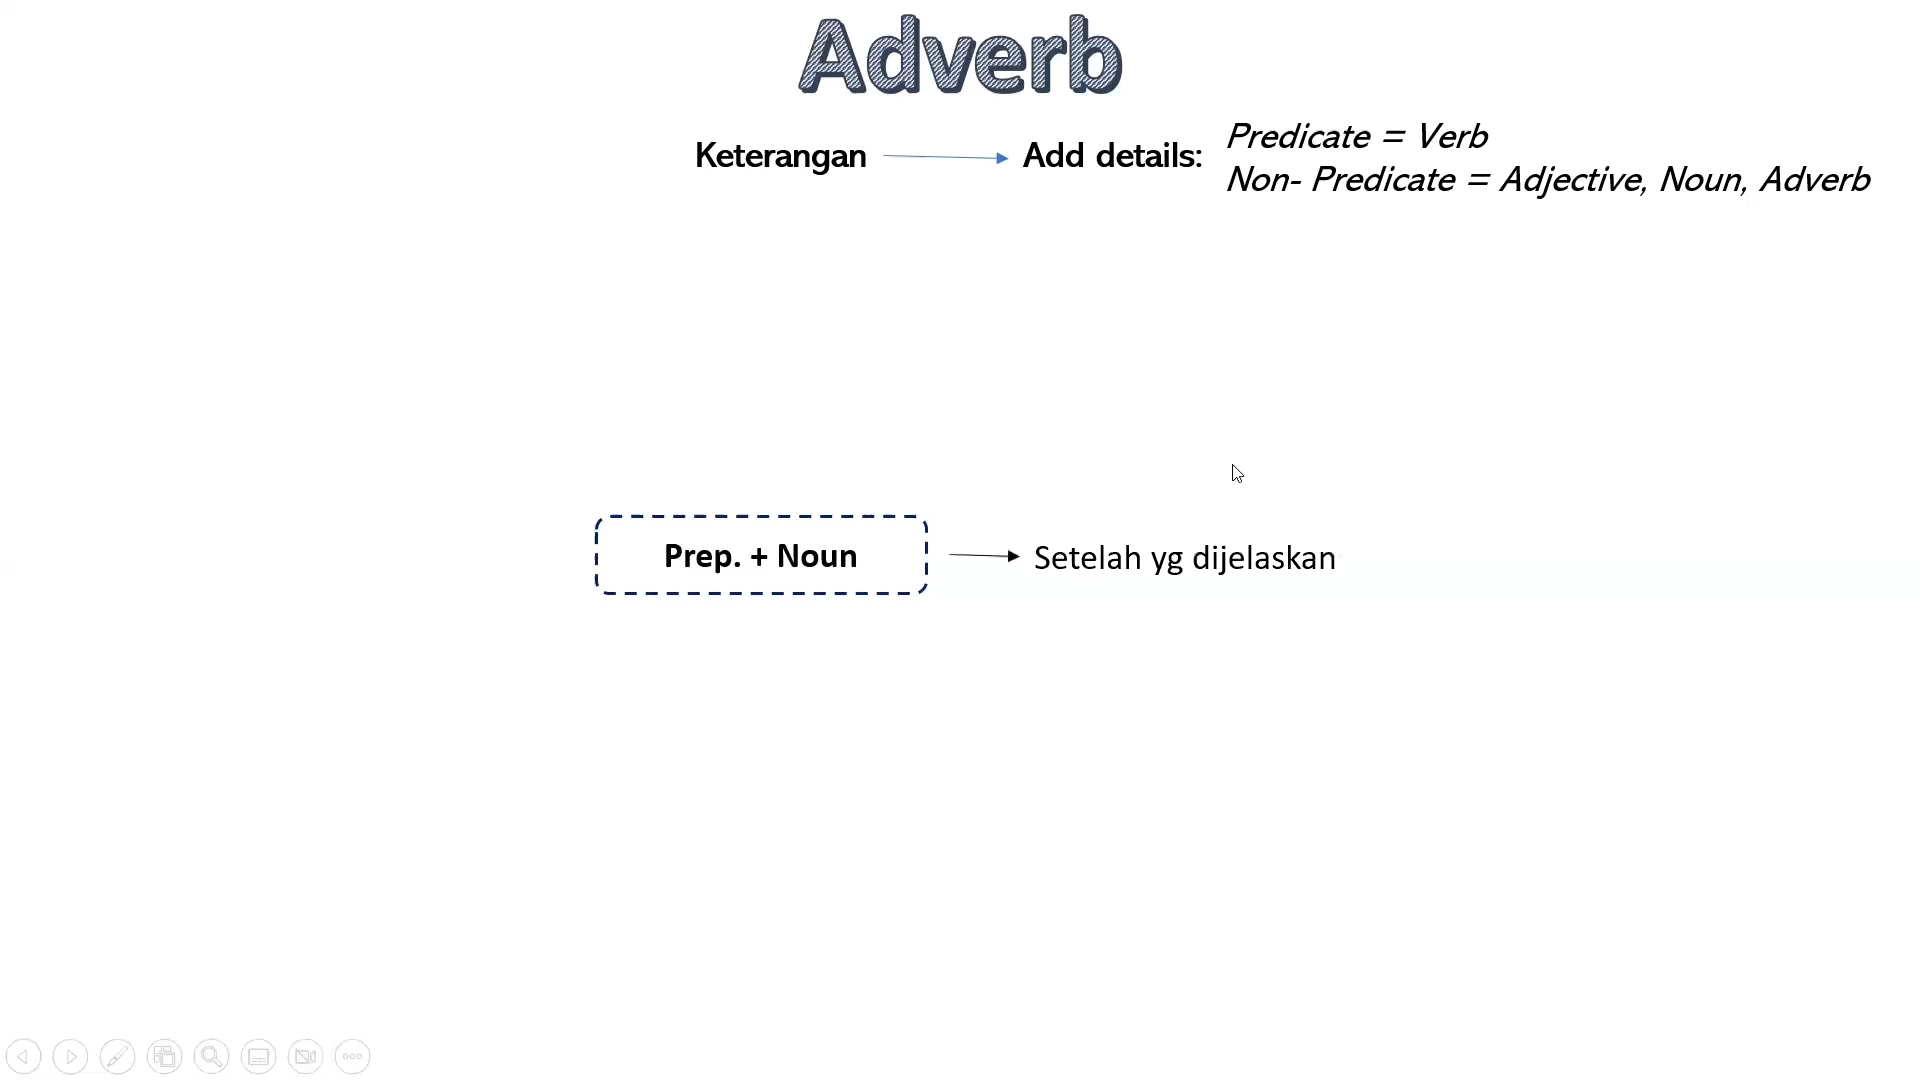 Adverb
Keterangan
Add details:
Predicate = Verb
Non- Predicate = Adjective, Noun, Adverb
Prep. + Noun
Setelah yg dijelaskan